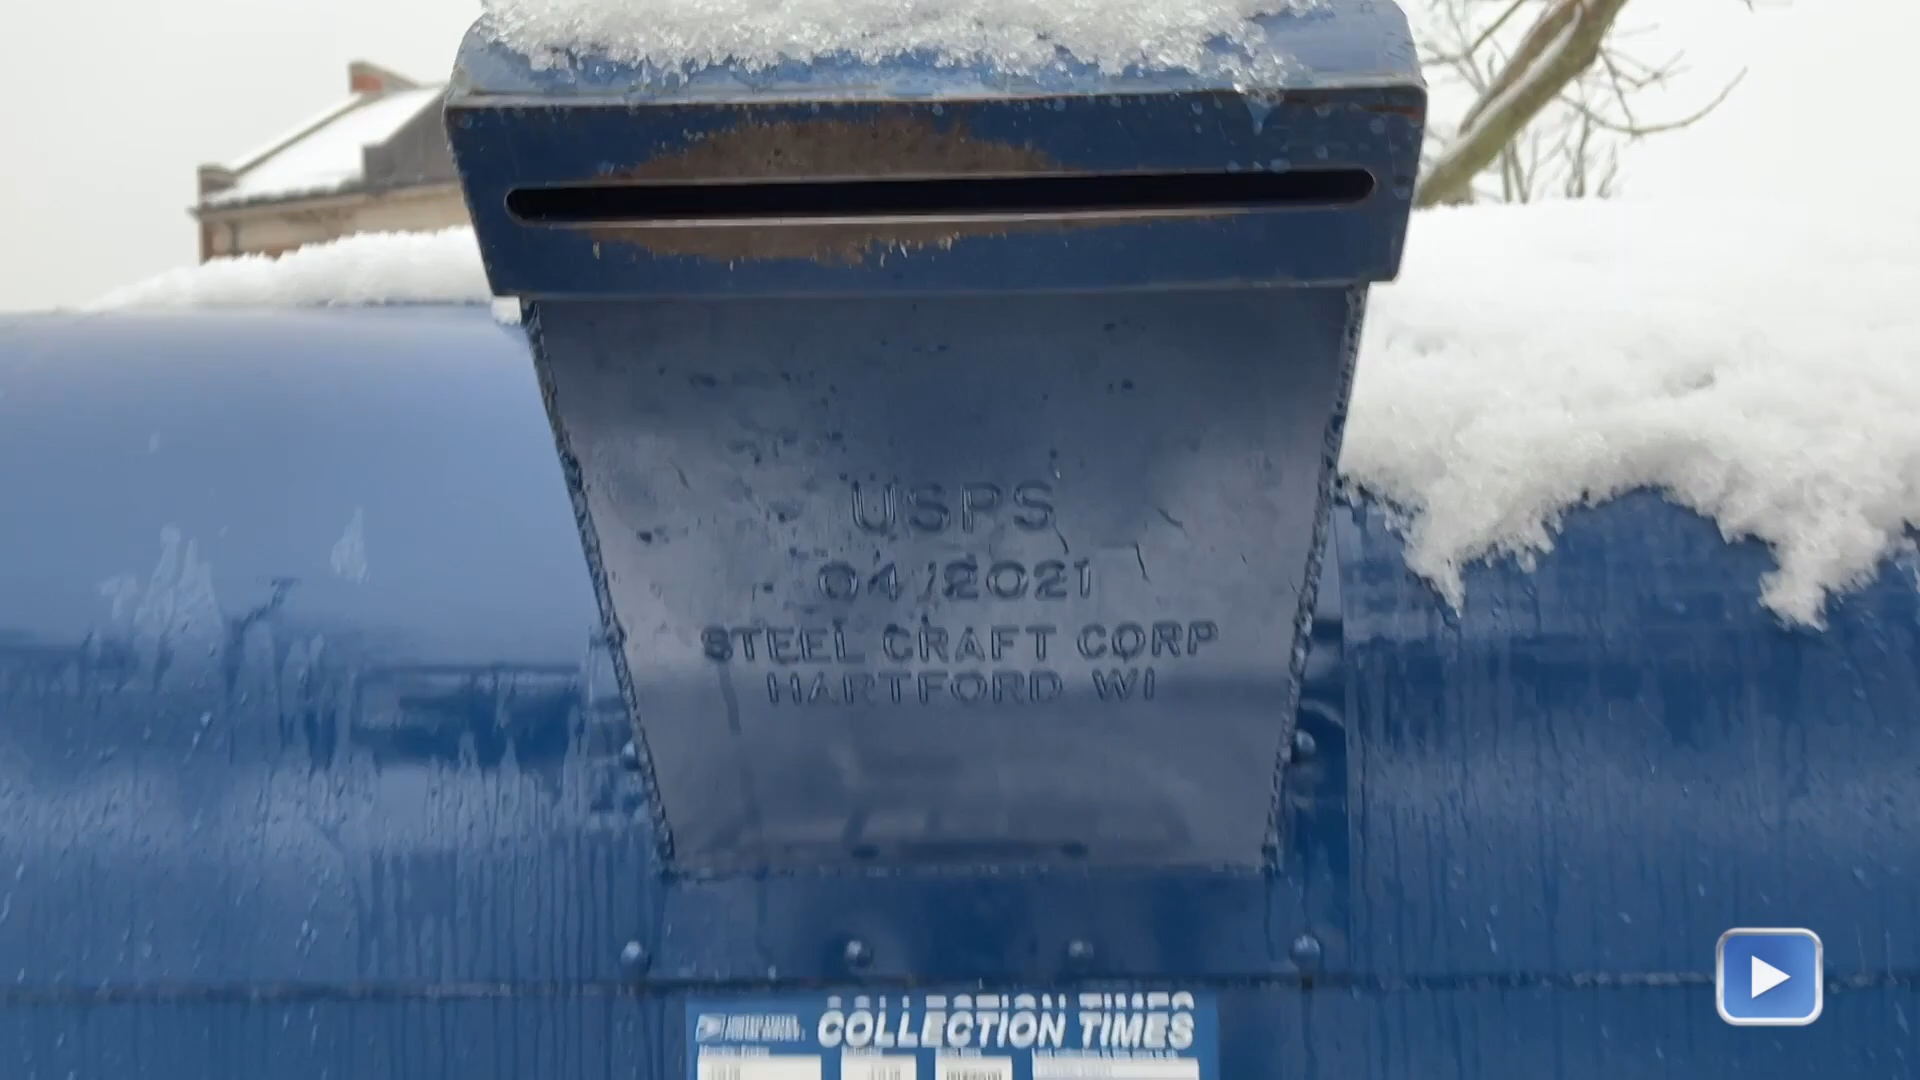 USPS
04/2021
STEEL CRAFT CORP
HARTFORD WI
COLLECTION TIMES